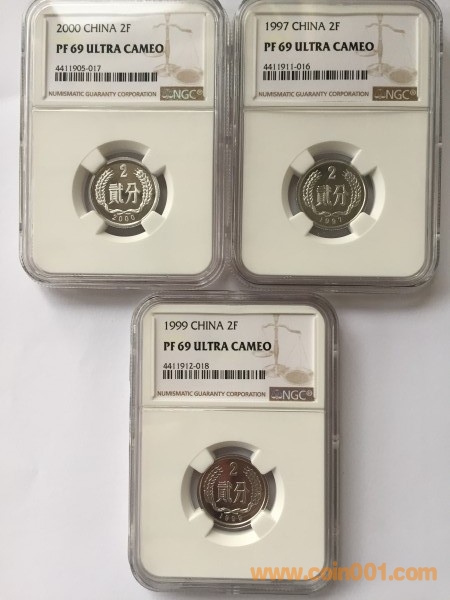 2000 CHINA 2F
PF 69 ULTRA CAMEO
4411905-017
NUMISMATIC GUARANTY CORPORATION
NGC
2
貳分
2000
1997 CHINA 2F
PF 69 ULTRA CAMEO
4411911-016
NUMISMATIC GUARANTY CORPORATION
NGC
2
貳分
1997
1999 CHINA 2F
PF 69 ULTRA CAMEO
4411912-018
NUMISMATIC GUARANTY CORPORATION
NGC
2
貳分
1999
www.coin001.com